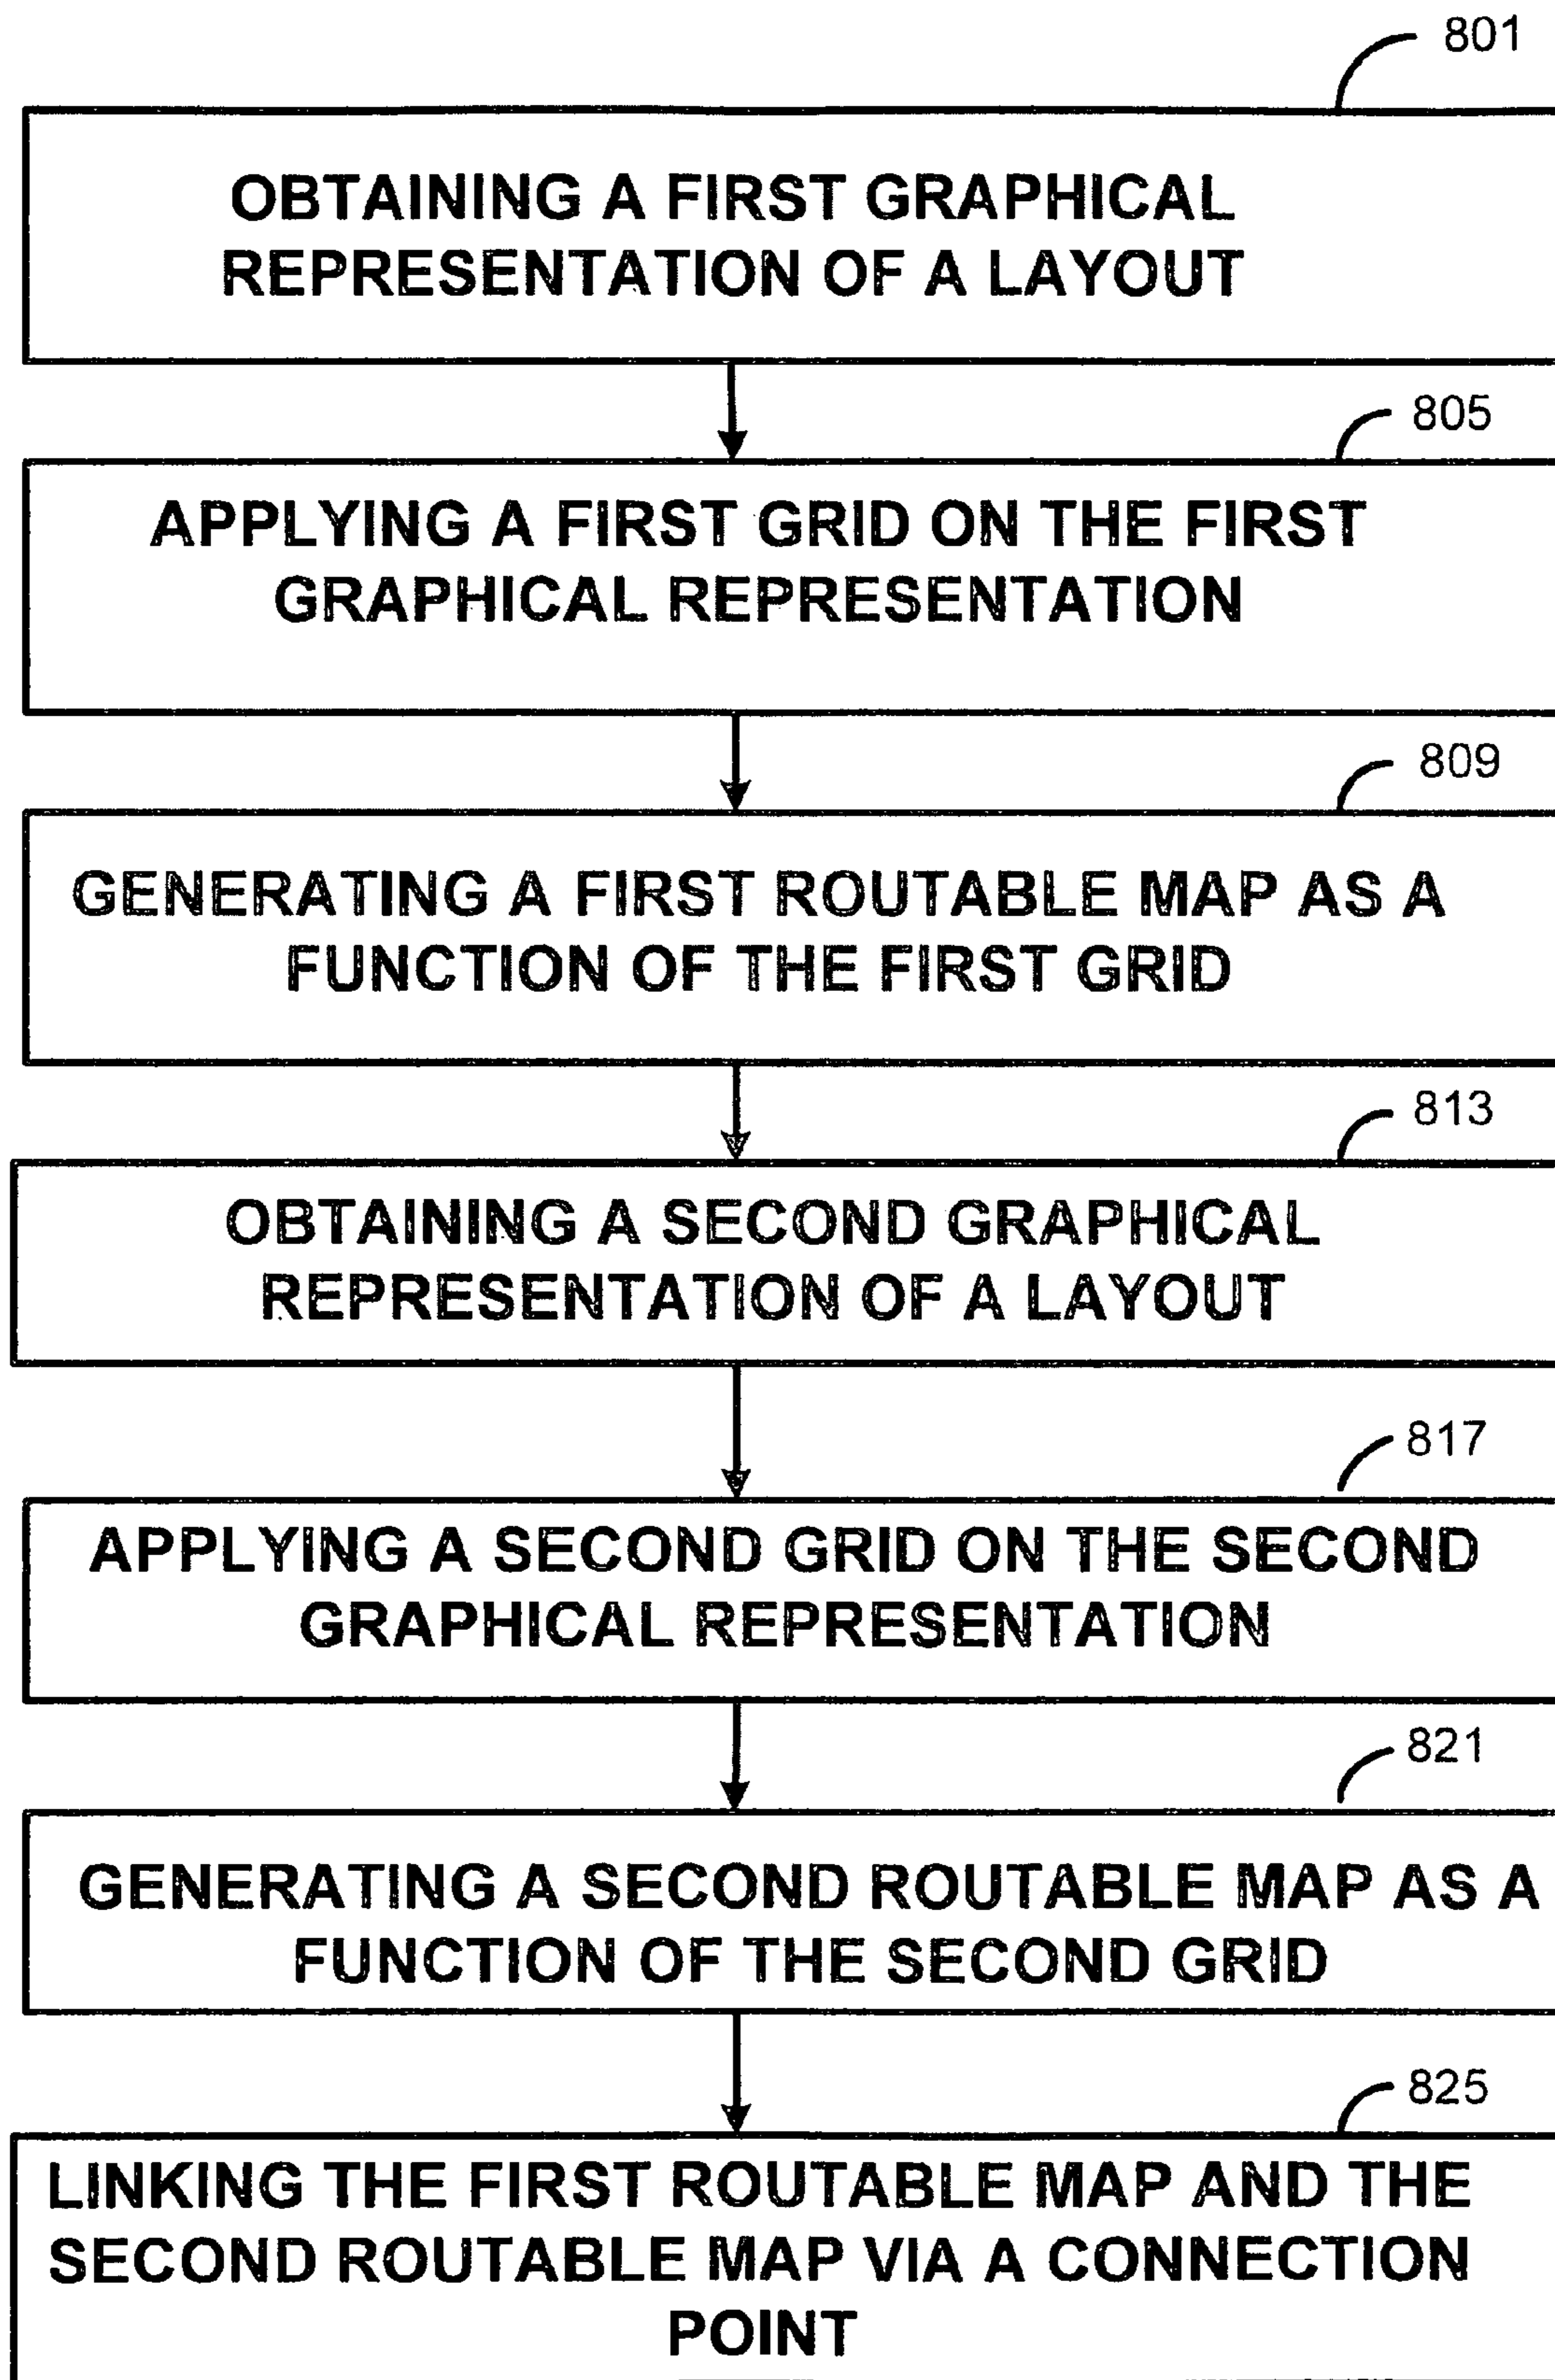 801
OBTAINING A FIRST GRAPHICAL
REPRESENTATION OF A LAYOUT
805
APPLYING A FIRST GRID ON THE FIRST
GRAPHICAL REPRESENTATION
809
GENERATING A FIRST ROUTABLE MAP AS A
FUNCTION OF THE FIRST GRID
813
OBTAINING A SECOND GRAPHICAL
REPRESENTATION OF A LAYOUT
817
APPLYING A SECOND GRID ON THE SECOND
GRAPHICAL REPRESENTATION
821
GENERATING A SECOND ROUTABLE MAP AS A
FUNCTION OF THE SECOND GRID
825
LINKING THE FIRST ROUTABLE MAP AND THE
SECOND ROUTABLE MAP VIA A CONNECTION
POINT